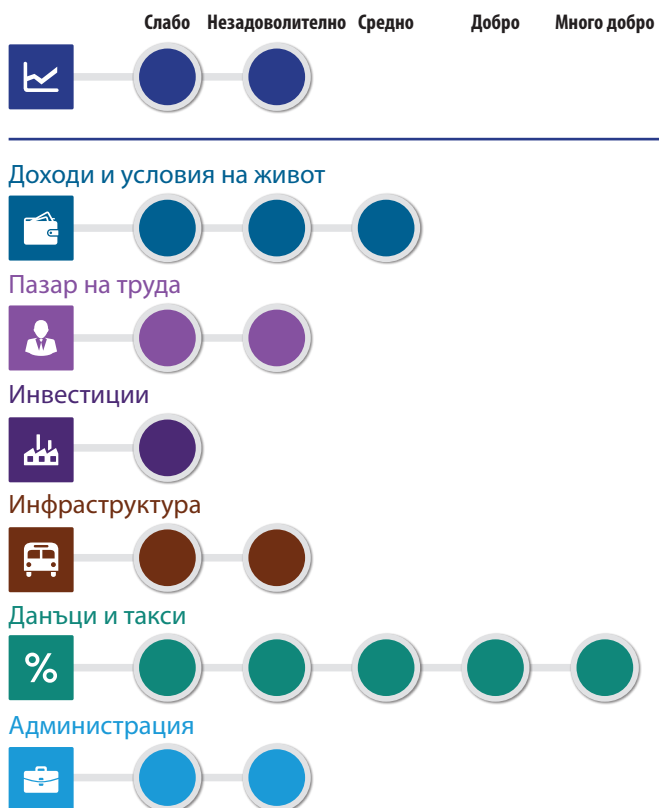 Слабо Незадоволително Средно Добро Много добро
Доходи и условия на живот
Пазар на труда
Инвестиции
Инфраструктура
Данъци и такси
%
Администрация